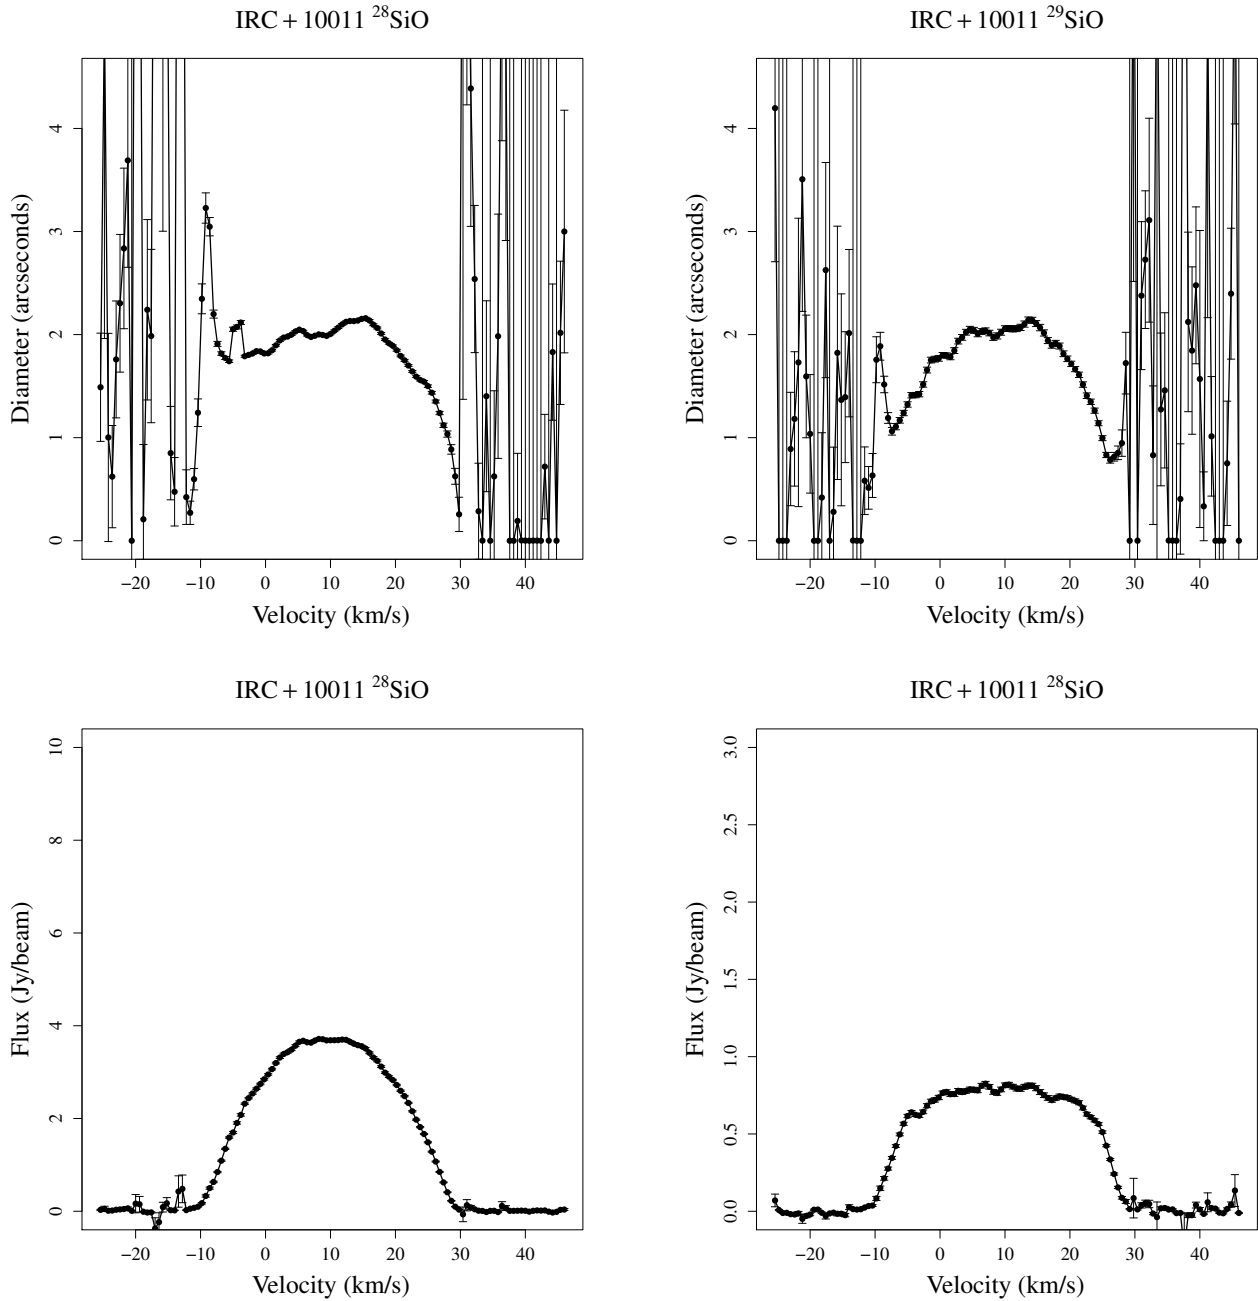 IRC + 10011 ²⁸SiO
IRC + 10011 ²⁹SiO
Diameter (arcseconds)
4
3
2
1
0
−20 −10 0 10 20 30 40
Velocity (km/s)
Diameter (arcseconds)
4
3
2
1
0
−20 −10 0 10 20 30 40
Velocity (km/s)
IRC + 10011 ²⁸SiO
IRC + 10011 ²⁸SiO
Flux (Jy/beam)
10
8
6
4
2
0
−20 −10 0 10 20 30 40
Velocity (km/s)
Flux (Jy/beam)
3.0
2.5
2.0
1.5
1.0
0.5
0.0
−20 −10 0 10 20 30 40
Velocity (km/s)